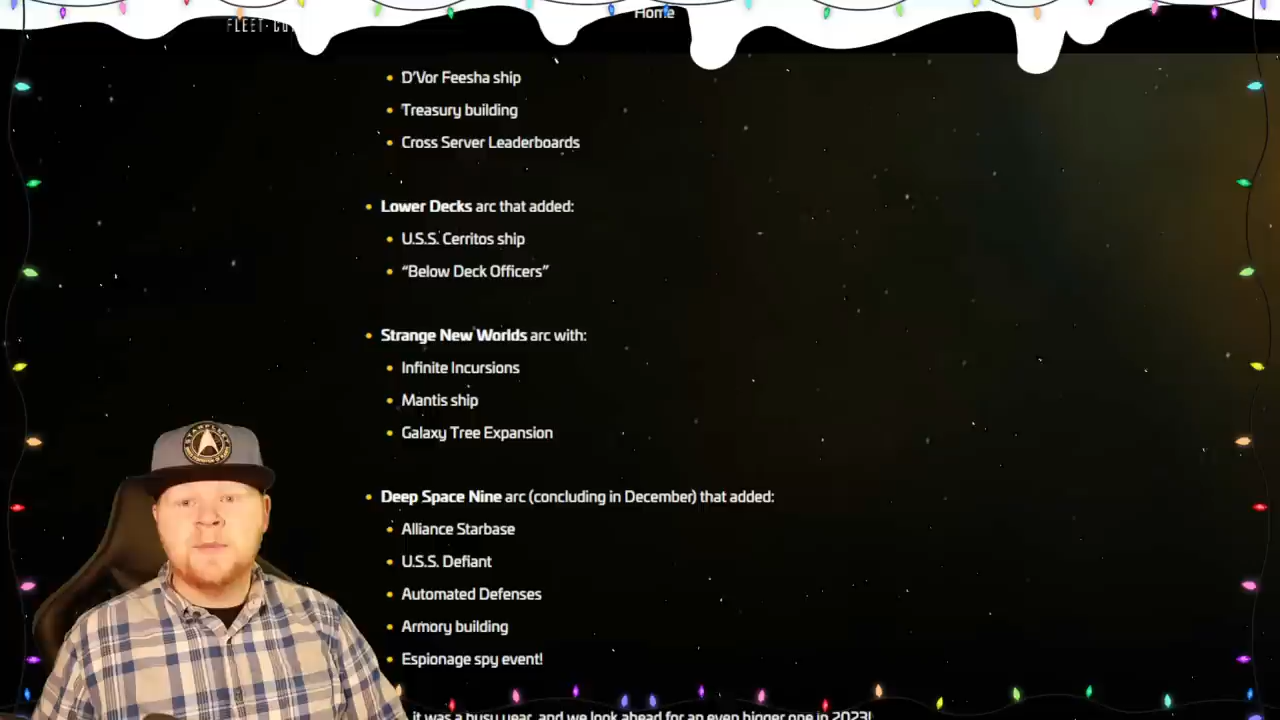 Home
D'Vor Feesha ship
Treasury building
Cross Server Leaderboards
Lower Decks arc that added:
U.S.S. Cerritos ship
"Below Deck Officers"
Strange New Worlds arc with:
Infinite Incursions
Mantis ship
Galaxy Tree Expansion
Deep Space Nine arc (concluding in December) that added:
Alliance Starbase
U.S.S. Defiant
Automated Defenses
Armory building
Espionage spy event!
it was a busy year, and we look ahead for an even bigger one in 2023!
FLEET
STARFLEET